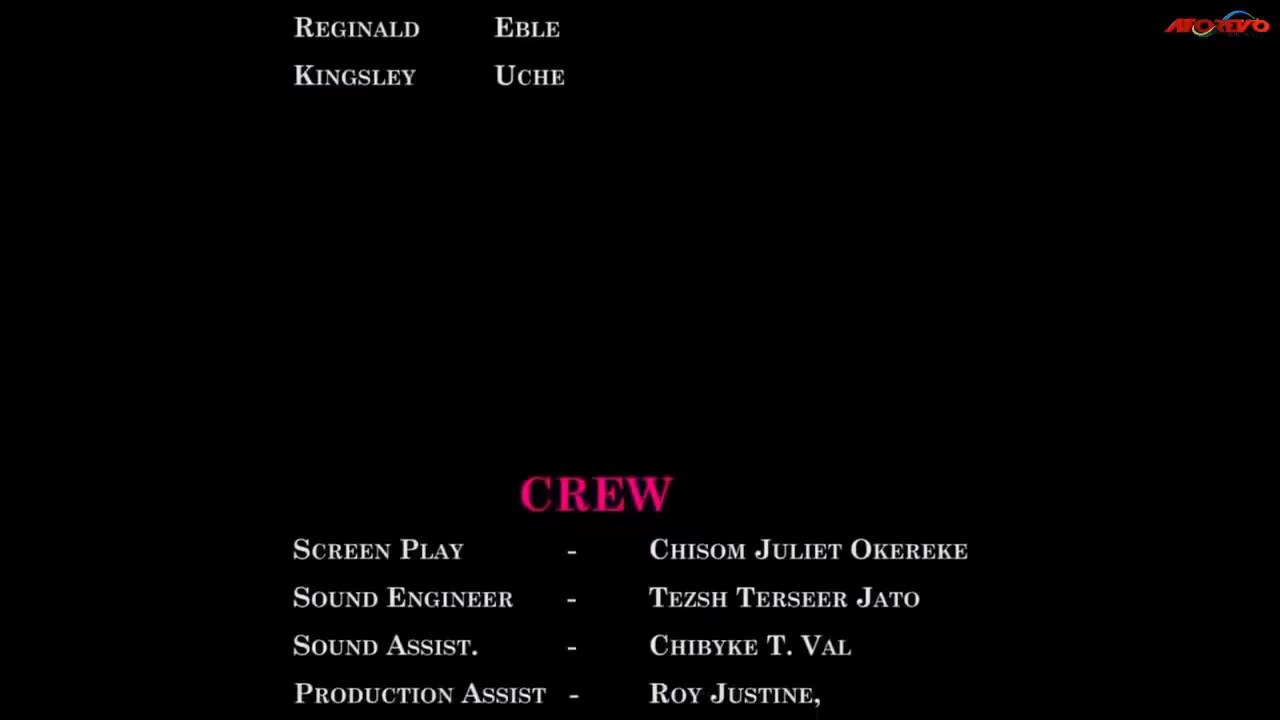 REGINALD EBLE
ATOREVO
KINGSLEY UCHE
CREW
SCREEN PLAY - CHISOM JULIET OKEREKE
SOUND ENGINEER - TEZSH TERSEER JATO
SOUND ASSIST. - CHIBYKE T. VAL
PRODUCTION ASSIST - ROY JUSTINE,